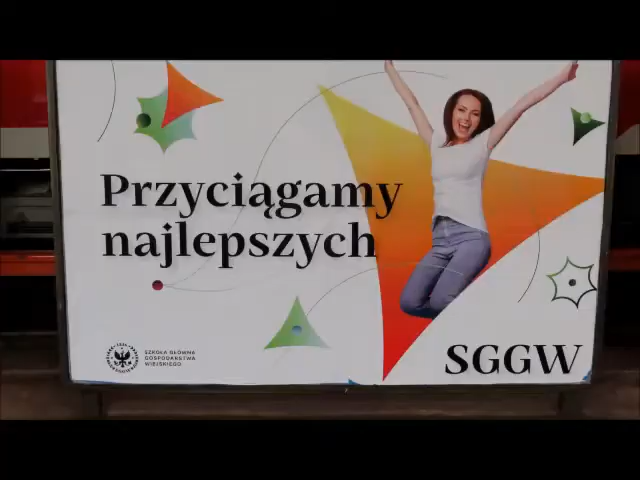 Przyciągamy
najlepszych
SZKOŁA GŁÓWNA
GOSPODARSTWA
WIEJSKIEGO
SGGW